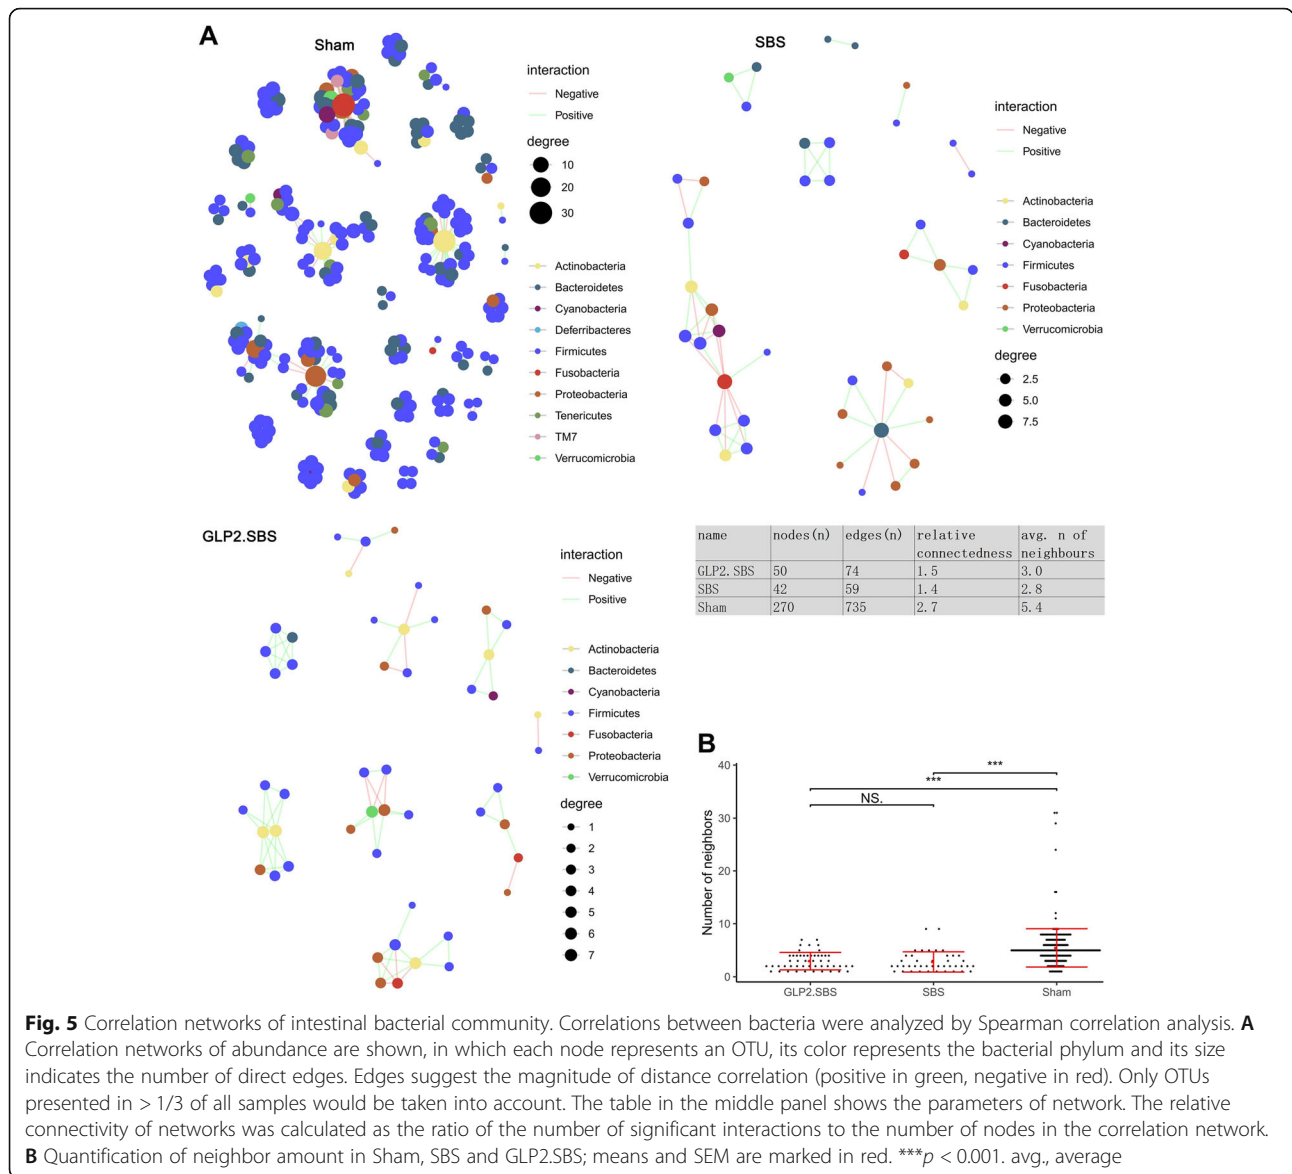 A
Sham
interaction
Negative
Positive
degree
10
20
30
Actinobacteria
Bacteroidetes
Cyanobacteria
Deferribacteres
Firmicutes
Fusobacteria
Proteobacteria
Tenericutes
TM7
Verrucomicrobia
SBS
interaction
Negative
Positive
Actinobacteria
Bacteroidetes
Cyanobacteria
Firmicutes
Fusobacteria
Proteobacteria
Verrucomicrobia
degree
2.5
5.0
7.5
GLP2.SBS
interaction
Negative
Positive
Actinobacteria
Bacteroidetes
Cyanobacteria
Firmicutes
Fusobacteria
Proteobacteria
Verrucomicrobia
degree
1
2
3
4
5
6
7
name nodes(n) edges(n) relative connectedness avg. n of neighbours
GLP2.SBS 50 74 1.5 3.0
SBS 42 59 1.4 2.8
Sham 270 735 2.7 5.4
B
Number of neighbors
40
30
20
10
0
***
***
NS.
GLP2.SBS SBS Sham
Fig. 5 Correlation networks of intestinal bacterial community. Correlations between bacteria were analyzed by Spearman correlation analysis. A
Correlation networks of abundance are shown, in which each node represents an OTU, its color represents the bacterial phylum and its size
indicates the number of direct edges. Edges suggest the magnitude of distance correlation (positive in green, negative in red). Only OTUs
presented in > 1/3 of all samples would be taken into account. The table in the middle panel shows the parameters of network. The relative
connectivity of networks was calculated as the ratio of the number of significant interactions to the number of nodes in the correlation network.
B Quantification of neighbor amount in Sham, SBS and GLP2.SBS; means and SEM are marked in red. ***p < 0.001. avg., average